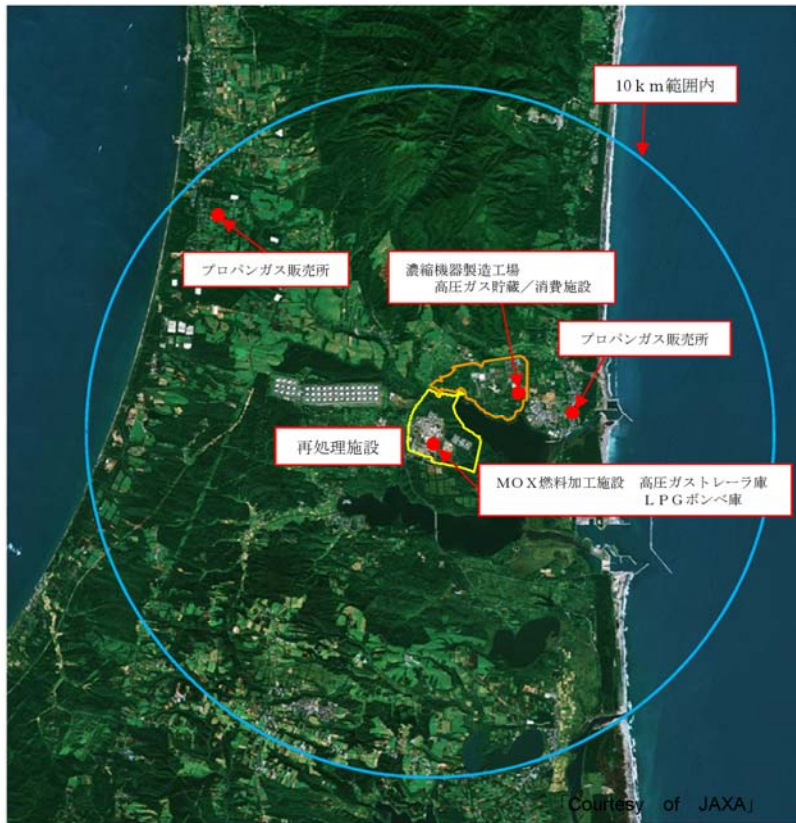 10ｋｍ範囲内
プロパンガス販売所
濃縮機器製造工場
高圧ガス貯蔵／消費施設
プロパンガス販売所
再処理施設
ＭＯＸ燃料加工施設　高圧ガストレーラ庫
ＬＰＧボンベ庫
「Courtesy of JAXA」